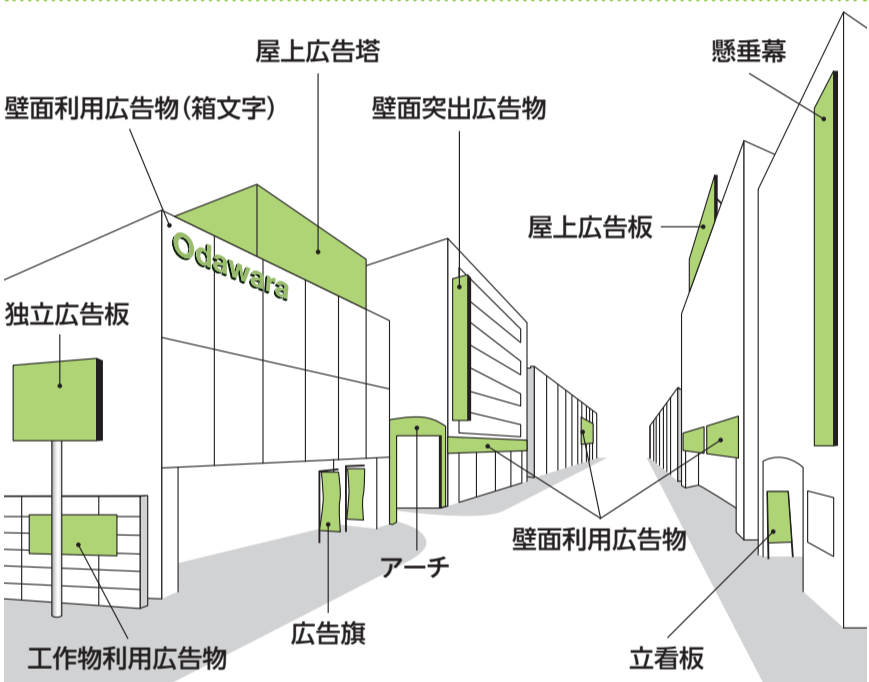 屋上広告塔
懸垂幕
壁面利用広告物（箱文字）
壁面突出広告物
屋上広告板
Odawara
独立広告板
壁面利用広告物
アーチ
広告旗
工作物利用広告物
立看板